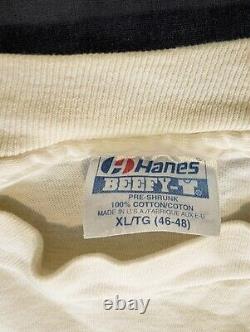 Hanes
BEEFY-T®
PRE-SHRUNK
100% COTTON/COTON
MADE IN U.S.A./FABRIQUE AUX E-U
XL/TG (46-48)